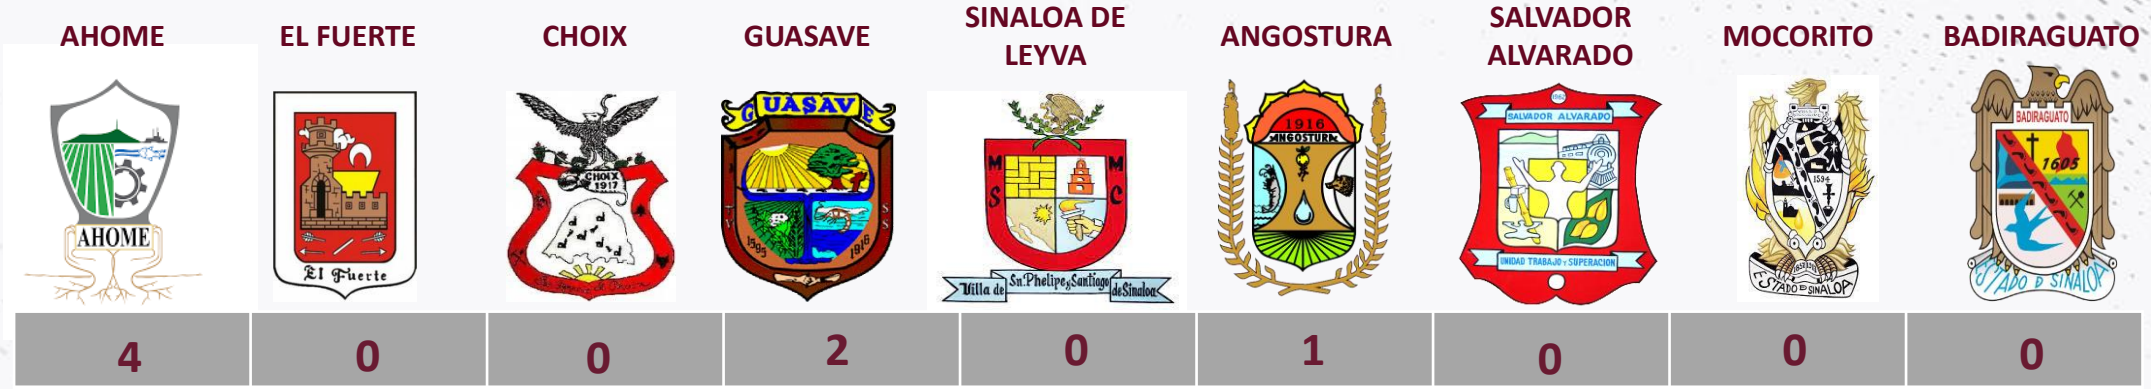 AHOME
EL FUERTE
CHOIX
GUASAVE
SINALOA DE
LEYVA
ANGOSTURA
SALVADOR
ALVARADO
MOCORITO
BADIRAGUATO
AHOME
El Fuerte
CHOIX
1917
GUASAVE
1595
1916
M M
S C
Villa de Sn. Phelipe y Santiago de Sinaloa
1916
ANGOSTURA
1962
SALVADOR ALVARADO
UNIDAD TRABAJO Y SUPERACION
1594
ESTADO D SINALOA
BADIRAGUATO
1605
ESTADO D SINALOA
4
0
0
2
0
1
0
0
0